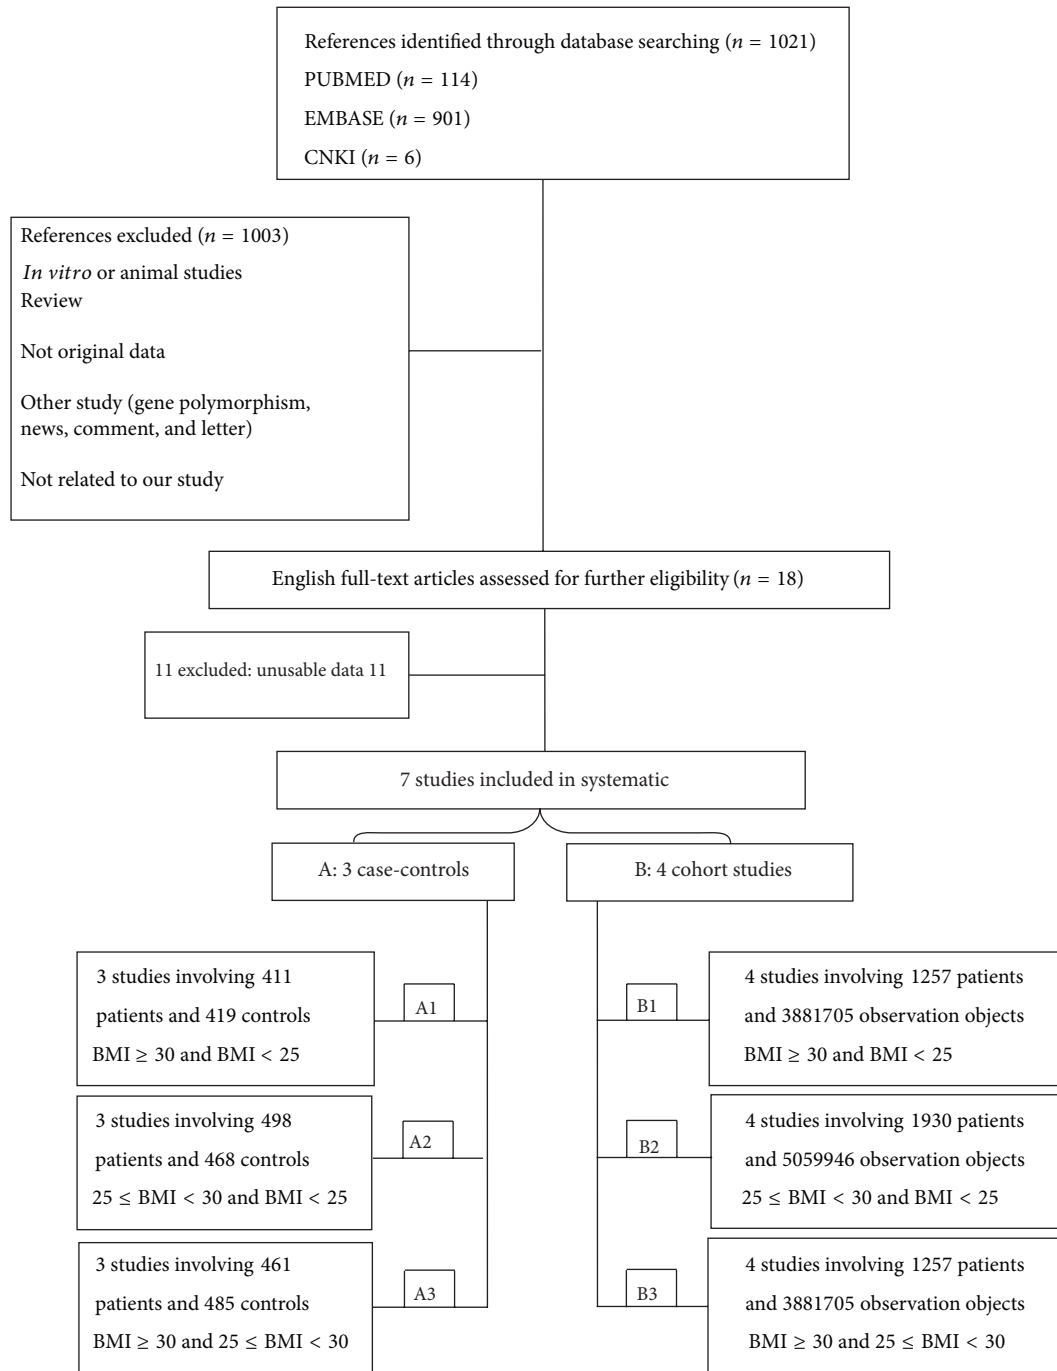 References identified through database searching (n = 1021)
PUBMED (n = 114)
EMBASE (n = 901)
CNKI (n = 6)
References excluded (n = 1003)
In vitro or animal studies
Review
Not original data
Other study (gene polymorphism,
news, comment, and letter)
Not related to our study
English full-text articles assessed for further eligibility (n = 18)
11 excluded: unusable data 11
7 studies included in systematic
A: 3 case-controls
B: 4 cohort studies
3 studies involving 411
patients and 419 controls
BMI ≥ 30 and BMI < 25
A1
B1
4 studies involving 1257 patients
and 3881705 observation objects
BMI ≥ 30 and BMI < 25
3 studies involving 498
patients and 468 controls
25 ≤ BMI < 30 and BMI < 25
A2
B2
4 studies involving 1930 patients
and 5059946 observation objects
25 ≤ BMI < 30 and BMI < 25
3 studies involving 461
patients and 485 controls
BMI ≥ 30 and 25 ≤ BMI < 30
A3
B3
4 studies involving 1257 patients
and 3881705 observation objects
BMI ≥ 30 and 25 ≤ BMI < 30